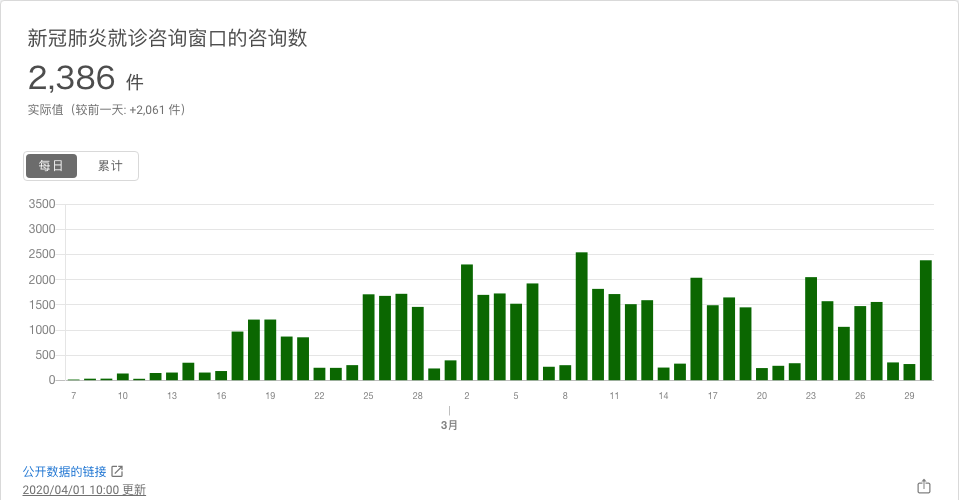 新冠肺炎就诊咨询窗口的咨询数
2,386 件
实际值（较前一天: +2,061 件）
每日 累计
3500
3000
2500
2000
1500
1000
500
0
7 10 13 16 19 22 25 28 2 5 8 11 14 17 20 23 26 29
3月
公开数据的链接
2020/04/01 10:00 更新